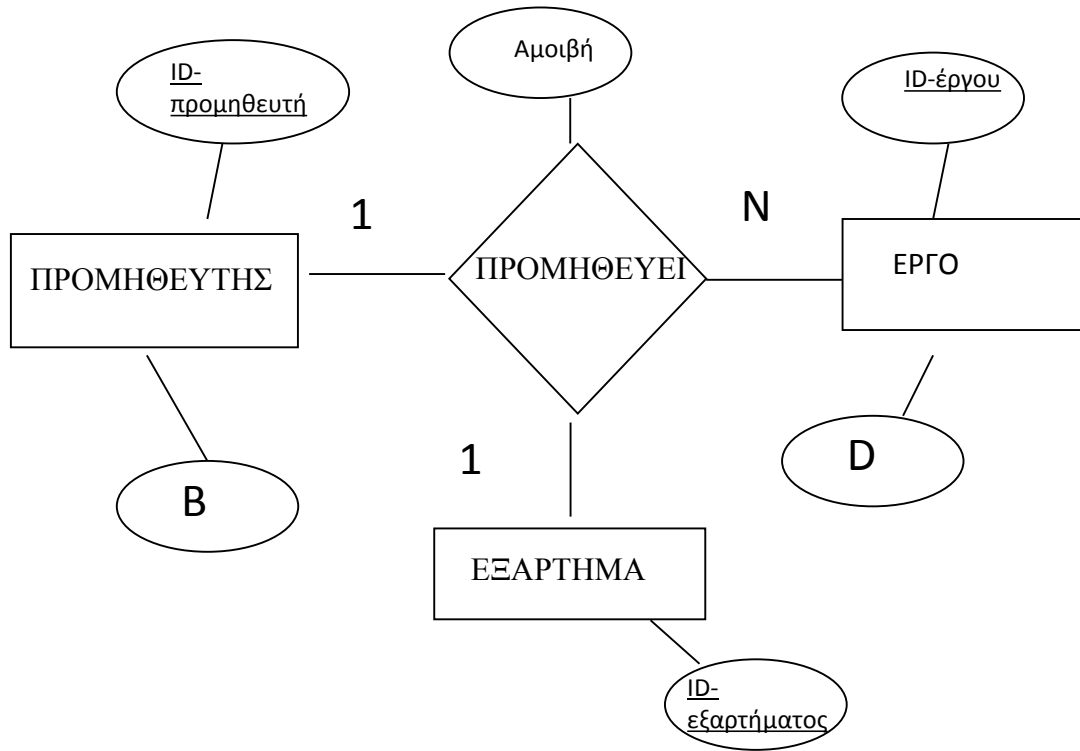 Αμοιβή
ID-
προμηθευτή
ID-έργου
1
N
ΠΡΟΜΗΘΕΥΤΗΣ
ΠΡΟΜΗΘΕΥΕΙ
ΕΡΓΟ
1
D
B
ΕΞΑΡΤΗΜΑ
ID-
εξαρτήματος